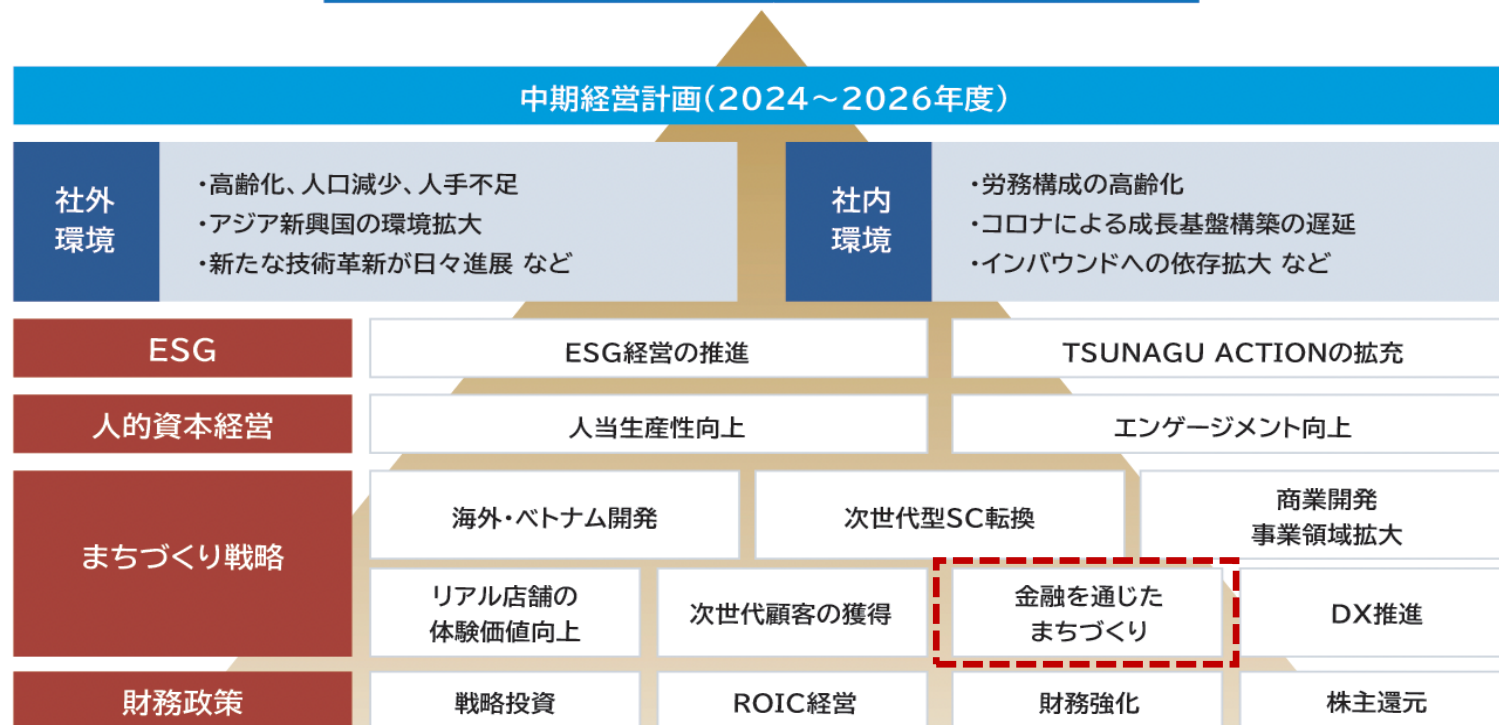 中期経営計画(2024～2026年度)
社外
環境
・高齢化、人口減少、人手不足
・アジア新興国の環境拡大
・新たな技術革新が日々進展 など
社内
環境
・労務構成の高齢化
・コロナによる成長基盤構築の遅延
・インバウンドへの依存拡大 など
ESG
ESG経営の推進
TSUNAGU ACTIONの拡充
人的資本経営
人当生産性向上
エンゲージメント向上
まちづくり戦略
海外・ベトナム開発
次世代型SC転換
商業開発
事業領域拡大
リアル店舗の
体験価値向上
次世代顧客の獲得
金融を通じた
まちづくり
DX推進
財務政策
戦略投資
ROIC経営
財務強化
株主還元